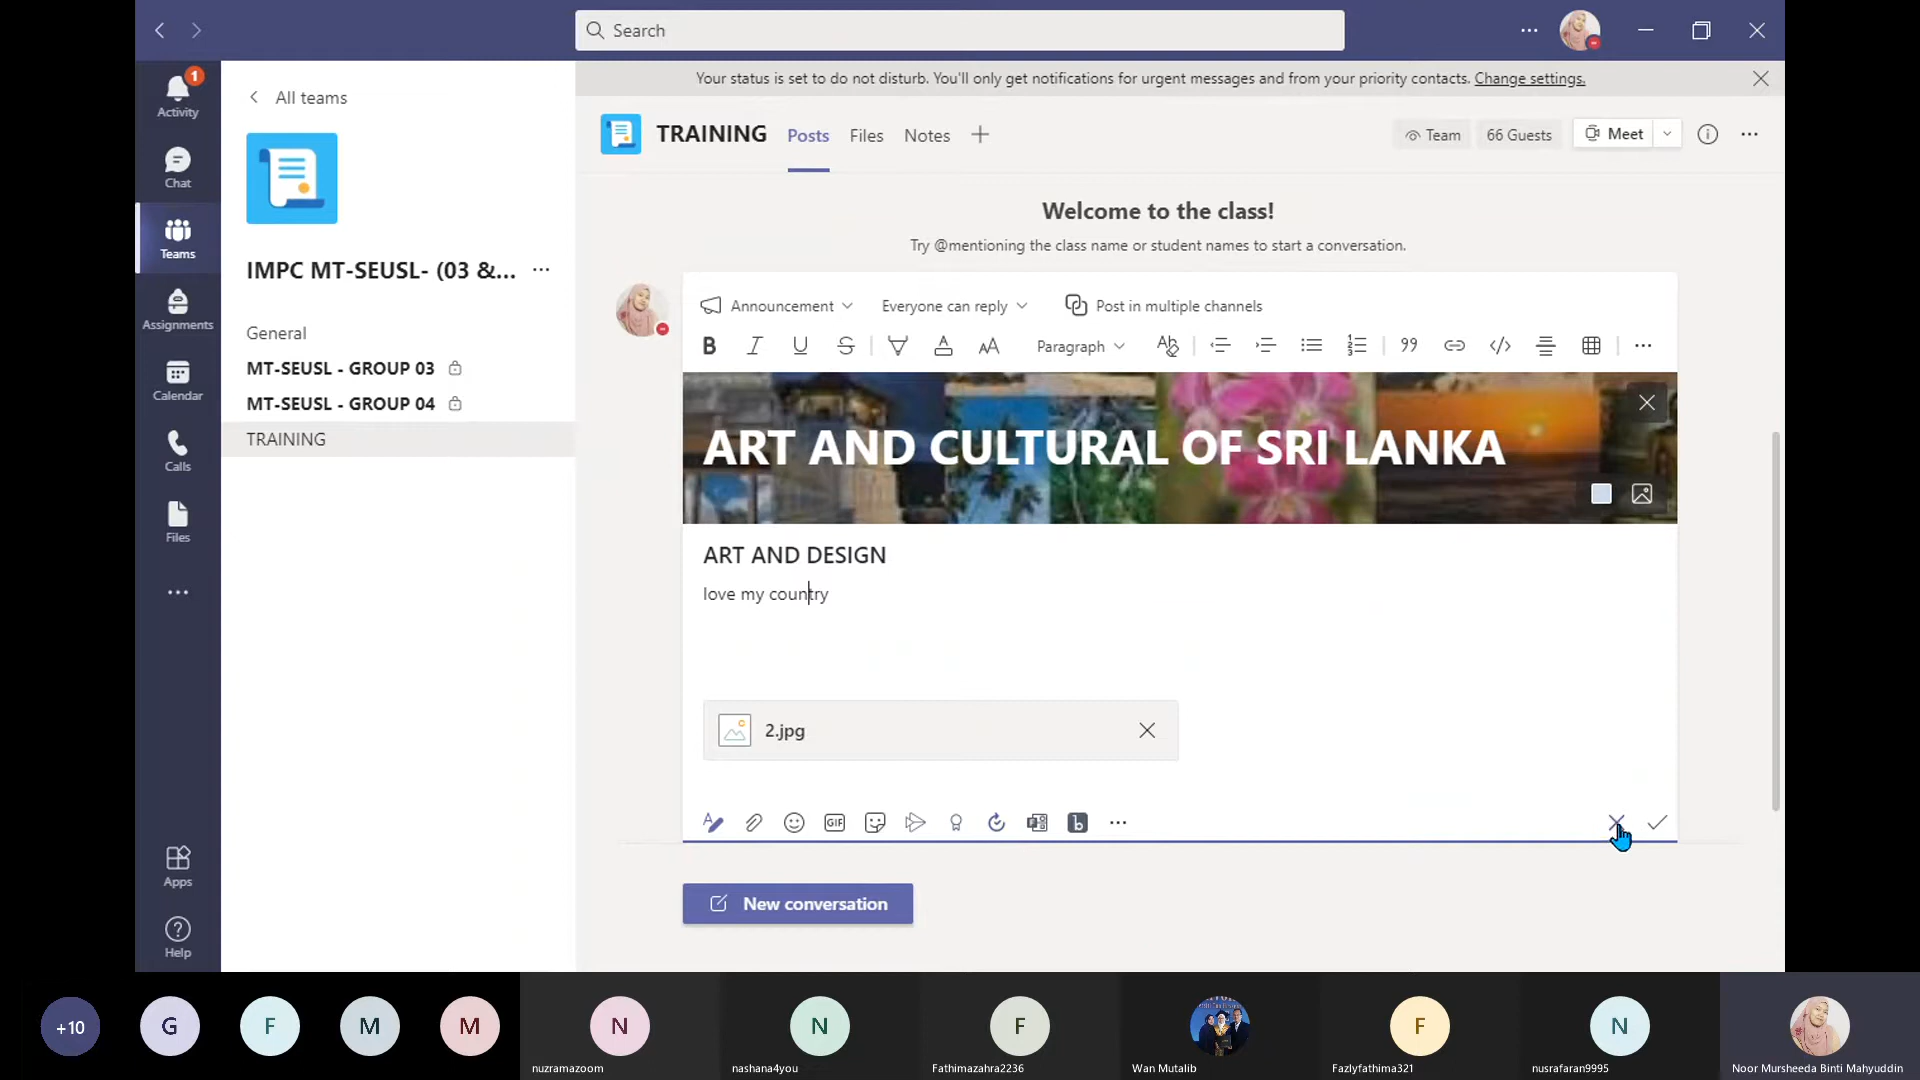 Search
Your status is set to do not disturb. You'll only get notifications for urgent messages and from your priority contacts. Change settings.
1
Activity
Chat
Teams
Assignments
Calendar
Calls
Files
Apps
Help
All teams
IMPC MT-SEUSL- (03 &...
General
MT-SEUSL - GROUP 03
MT-SEUSL - GROUP 04
TRAINING
TRAINING
Posts
Files
Notes
Team
66 Guests
Meet
Welcome to the class!
Try @mentioning the class name or student names to start a conversation.
Announcement
Everyone can reply
Post in multiple channels
Paragraph
ART AND CULTURAL OF SRI LANKA
ART AND DESIGN
love my country
2.jpg
GIF
New conversation
+10
G
F
M
M
N
nuzramazoom
N
nashana4you
F
Fathimazahra2236
Wan Mutalib
F
Fazlyfathima321
N
nusrafaran9995
Noor Mursheeda Binti Mahyuddin